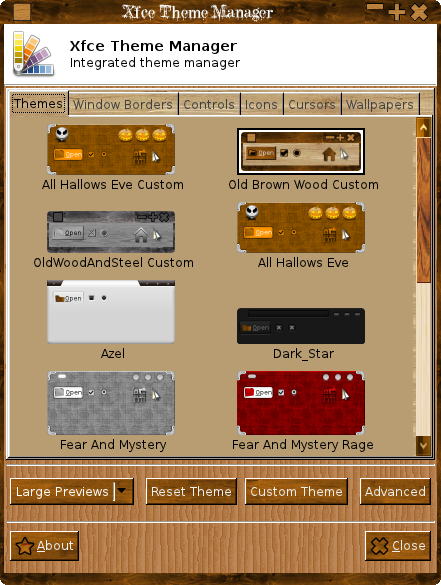 Xfce Theme Manager
Xfce Theme Manager
Integrated theme manager
Themes Window Borders Controls Icons Cursors Wallpapers
Open Open
All Hallows Eve Custom Old Brown Wood Custom
Open Open
OldWoodAndSteel Custom All Hallows Eve
Open Open
Azel Dark_Star
Open Open
Fear And Mystery Fear And Mystery Rage
Large Previews Reset Theme Custom Theme Advanced
About Close